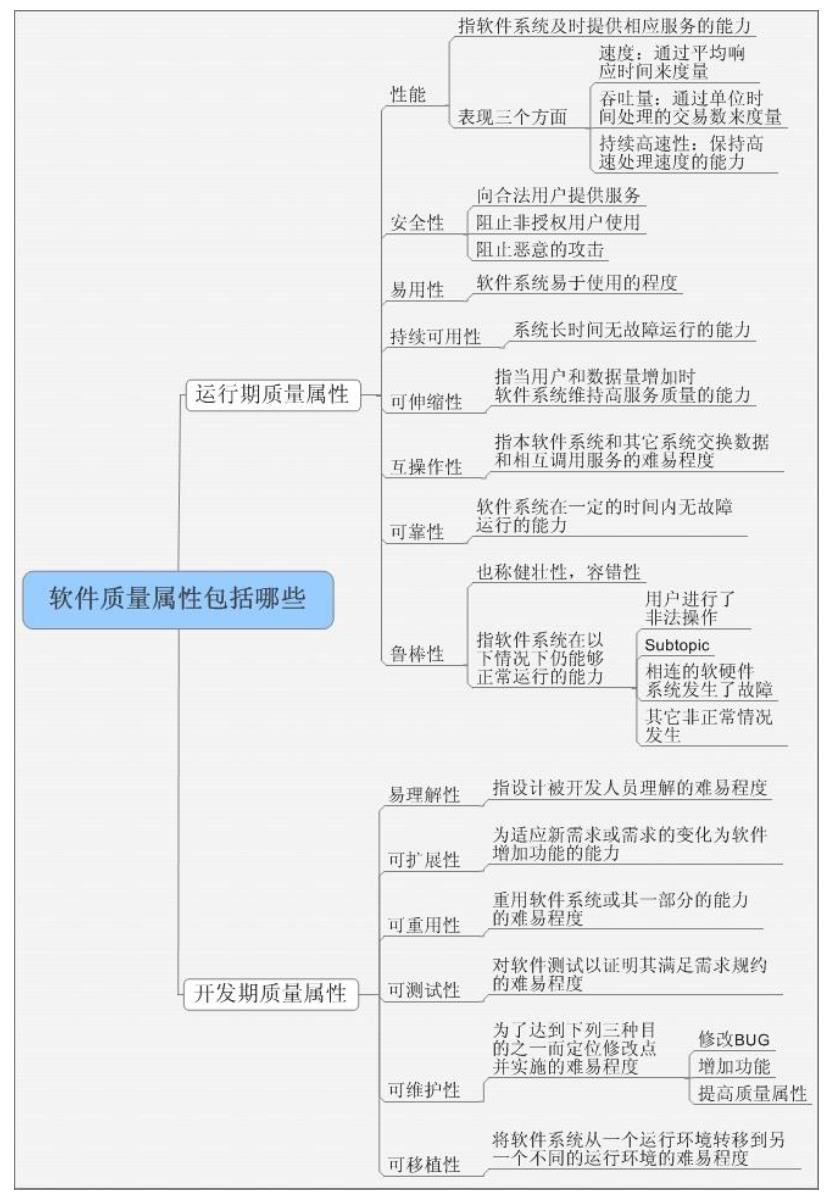 指软件系统及时提供相应服务的能力
速度：通过平均响
应时间来度量
性能
吞吐量：通过单位时
间处理的交易数来度量
表现三个方面
持续高速性：保持高
速处理速度的能力
向合法用户提供服务
安全性
阻止非授权用户使用
阻止恶意的攻击
易用性
软件系统易于使用的程度
持续可用性
系统长时间无故障运行的能力
运行期质量属性
可伸缩性
指当用户和数据量增加时
软件系统维持高服务质量的能力
互操作性
指本软件系统和其它系统交换数据
和相互调用服务的难易程度
可靠性
软件系统在一定的时间内无故障
运行的能力
软件质量属性包括哪些
也称健壮性，容错性
鲁棒性
指软件系统在以
下情况下仍能够
正常运行的能力
用户进行了
非法操作
Subtopic
相连的软硬件
系统发生了故障
其它非正常情况
发生
易理解性
指设计被开发人员理解的难易程度
可扩展性
为适应新需求或需求的变化为软件
增加功能的能力
可重用性
重用软件系统或其一部分的能力
的难易程度
开发期质量属性
可测试性
对软件测试以证明其满足需求规约
的难易程度
可维护性
为了达到下列三种目
的之一而定位修改点
并实施的难易程度
修改BUG
增加功能
提高质量属性
可移植性
将软件系统从一个运行环境转移到另
一个不同的运行环境的难易程度